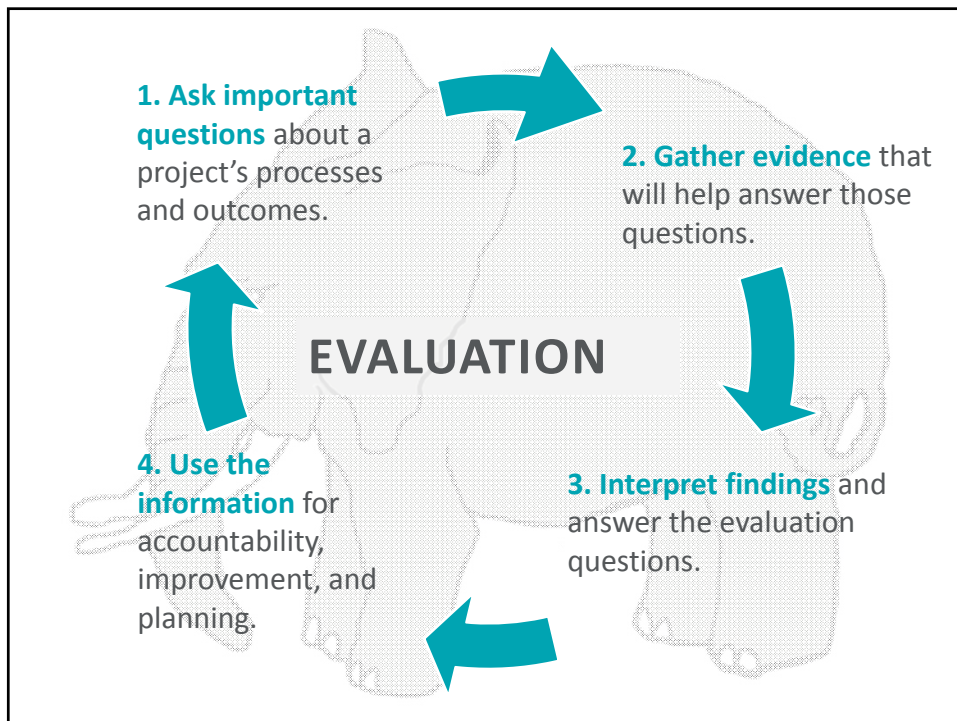 1. Ask important
questions about a
project's processes
and outcomes.
2. Gather evidence that
will help answer those
questions.
EVALUATION
3. Interpret findings and
answer the evaluation
questions.
4. Use the
information for
accountability,
improvement, and
planning.